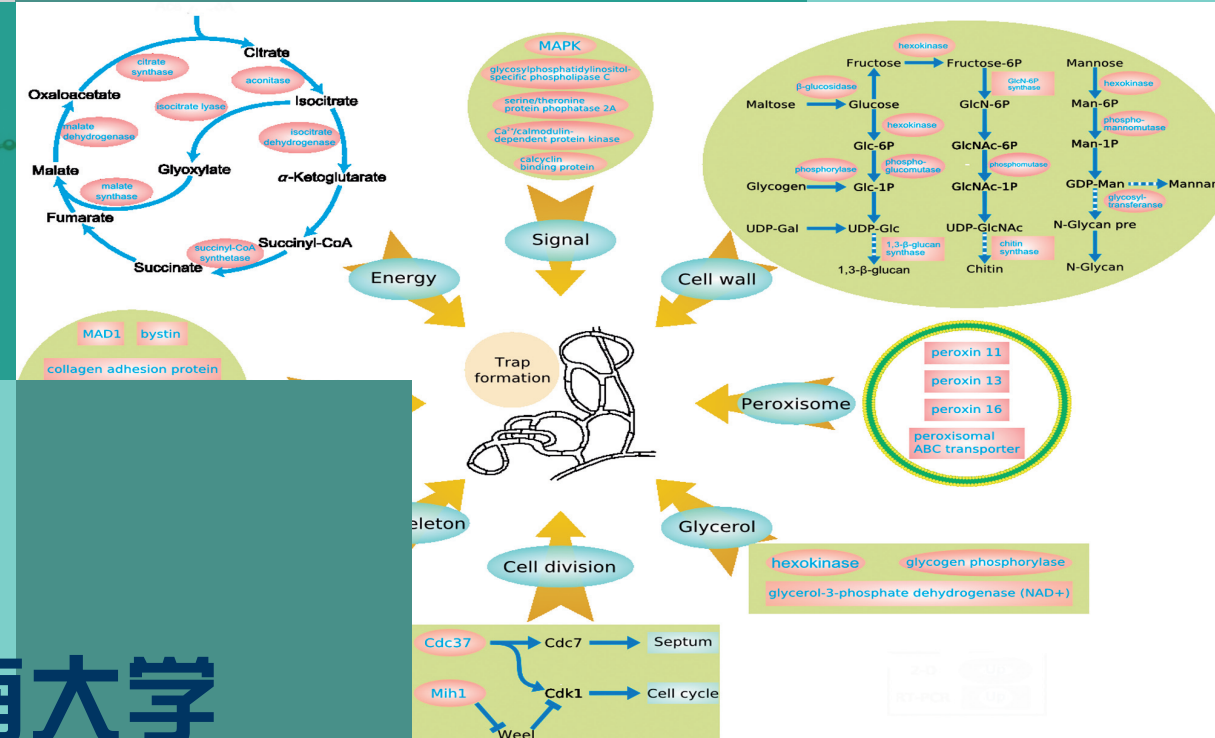 Citrate
citrate
synthase
aconitase
Oxaloacetate
isocitrate lyase
Isocitrate
malate
dehydrogenase
isocitrate
dehydrogenase
Malate
Glyoxylate
α-Ketoglutarate
malate
synthase
Fumarate
succinyl-CoA
synthetase
Succinyl-CoA
Succinate
Energy
MAPK
glycosylphosphatidylinositol-
specific phospholipase C
serine/theronine
protein phophatase 2A
Ca²⁺/calmodulin-
dependent protein kinase
calcyclin
binding protein
Signal
hexokinase
Fructose
Fructose-6P
Mannose
β-glucosidase
GlcN-6P
synthase
hexokinase
Maltose
Glucose
GlcN-6P
Man-6P
hexokinase
phospho-
mannomutase
Glc-6P
GlcNAc-6P
Man-1P
phosphorylase
phospho-
glucomutase
phosphomutase
Glycogen
Glc-1P
GlcNAc-1P
GDP-Man
Mannan
glycosyl-
transferanse
UDP-Gal
UDP-Glc
UDP-GlcNAc
N-Glycan pre
1,3-β-glucan
synthase
chitin
synthase
1,3-β-glucan
Chitin
N-Glycan
Cell wall
MAD1
bystin
collagen adhesion protein
Trap
formation
Peroxisome
peroxin 11
peroxin 13
peroxin 16
peroxisomal
ABC transporter
eleton
Cell division
Glycerol
hexokinase
glycogen phosphorylase
glycerol-3-phosphate dehydrogenase (NAD+)
Cdc37
Cdc7
Septum
Mih1
Cdk1
Cell cycle
Weel
大学